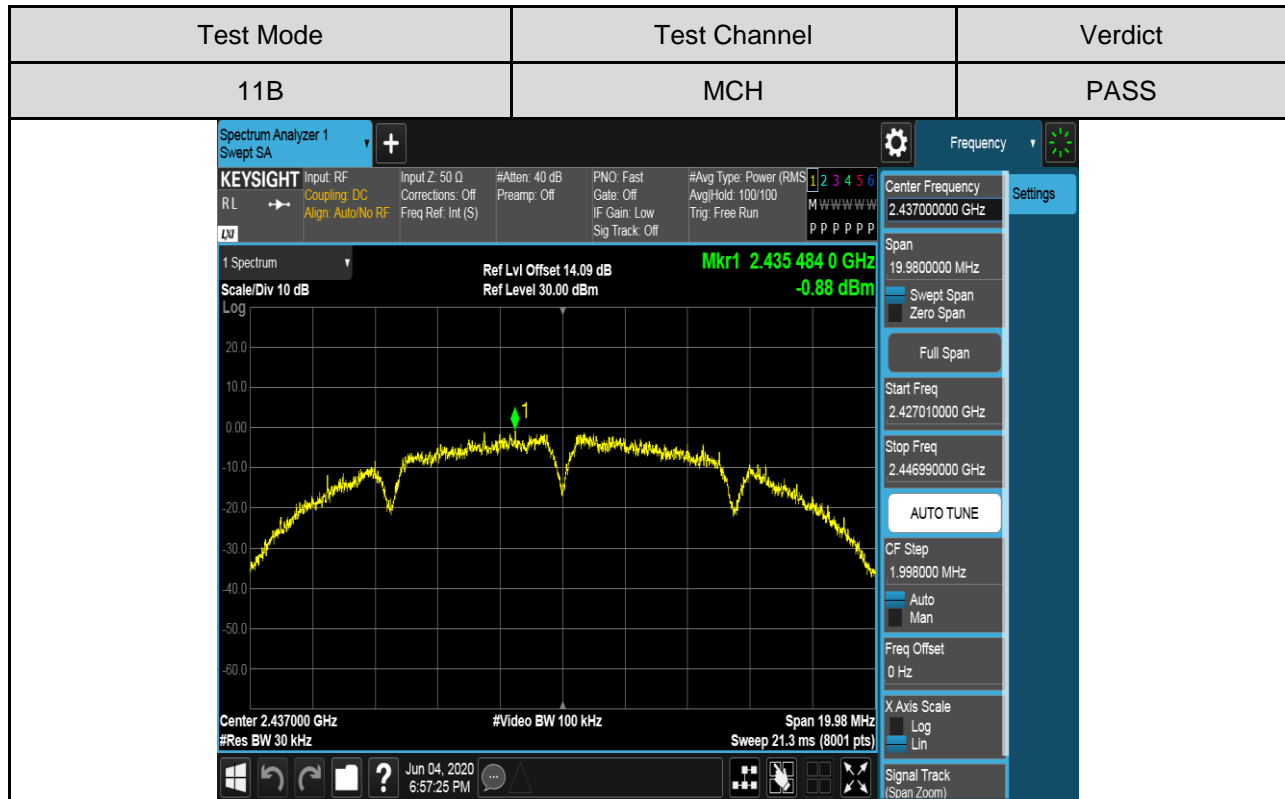 Test Mode Test Channel Verdict
11B MCH PASS
Spectrum Analyzer 1
Swept SA
+
Frequency
KEYSIGHT
RL
LXI
Input: RF
Coupling: DC
Align: Auto/No RF
Input Z: 50 Ω
Corrections: Off
Freq Ref: Int (S)
#Atten: 40 dB
Preamp: Off
PNO: Fast
Gate: Off
IF Gain: Low
Sig Track: Off
#Avg Type: Power (RMS
Avg|Hold: 100/100
Trig: Free Run
1 2 3 4 5 6
M W W W W W
P P P P P P
1 Spectrum
Scale/Div 10 dB
Ref Lvl Offset 14.09 dB
Ref Level 30.00 dBm
Mkr1 2.435 484 0 GHz
-0.88 dBm
Log
20.0
10.0
0.00
-10.0
-20.0
-30.0
-40.0
-50.0
-60.0
1
Center 2.437000 GHz
#Res BW 30 kHz
#Video BW 100 kHz
Span 19.98 MHz
Sweep 21.3 ms (8001 pts)
?
Jun 04, 2020
6:57:25 PM
Center Frequency
2.437000000 GHz
Span
19.9800000 MHz
Swept Span
Zero Span
Full Span
Start Freq
2.427010000 GHz
Stop Freq
2.446990000 GHz
AUTO TUNE
CF Step
1.998000 MHz
Auto
Man
Freq Offset
0 Hz
X Axis Scale
Log
Lin
Signal Track
(Span Zoom)
Settings